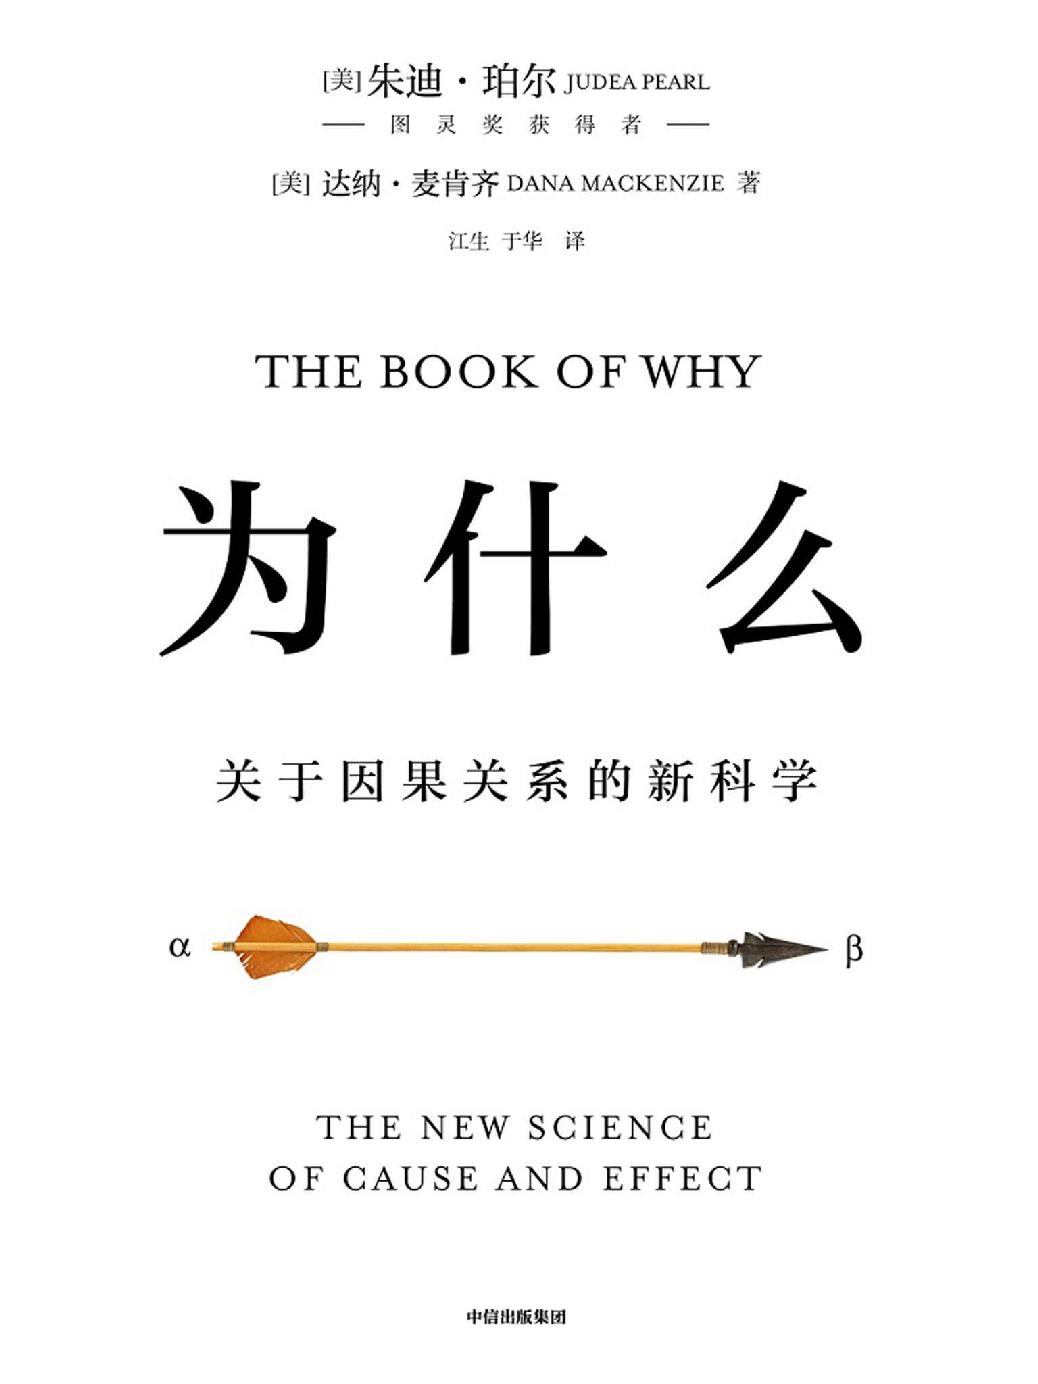 [美]朱迪·珀尔 JUDEA PEARL
图灵奖获得者
[美] 达纳·麦肯齐 DANA MACKENZIE 著
江生 于华 译
THE BOOK OF WHY
为什么
关于因果关系的新科学
α β
THE NEW SCIENCE
OF CAUSE AND EFFECT
中信出版集团